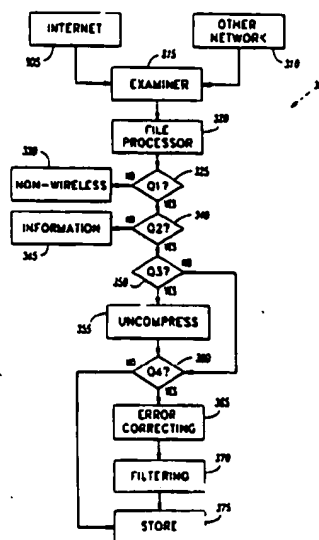 INTERNET
OTHER
NETWORK
305
315
310
EXAMINER
3
FILE
PROCESSOR
320
330
NO
325
NON-WIRELESS
Q1?
YES
NO
340
INFORMATION
Q2?
345
YES
Q3?
NO
350
YES
355
UNCOMPRESS
NO
360
Q4?
YES
365
ERROR
CORRECTING
370
FILTERING
375
STORE